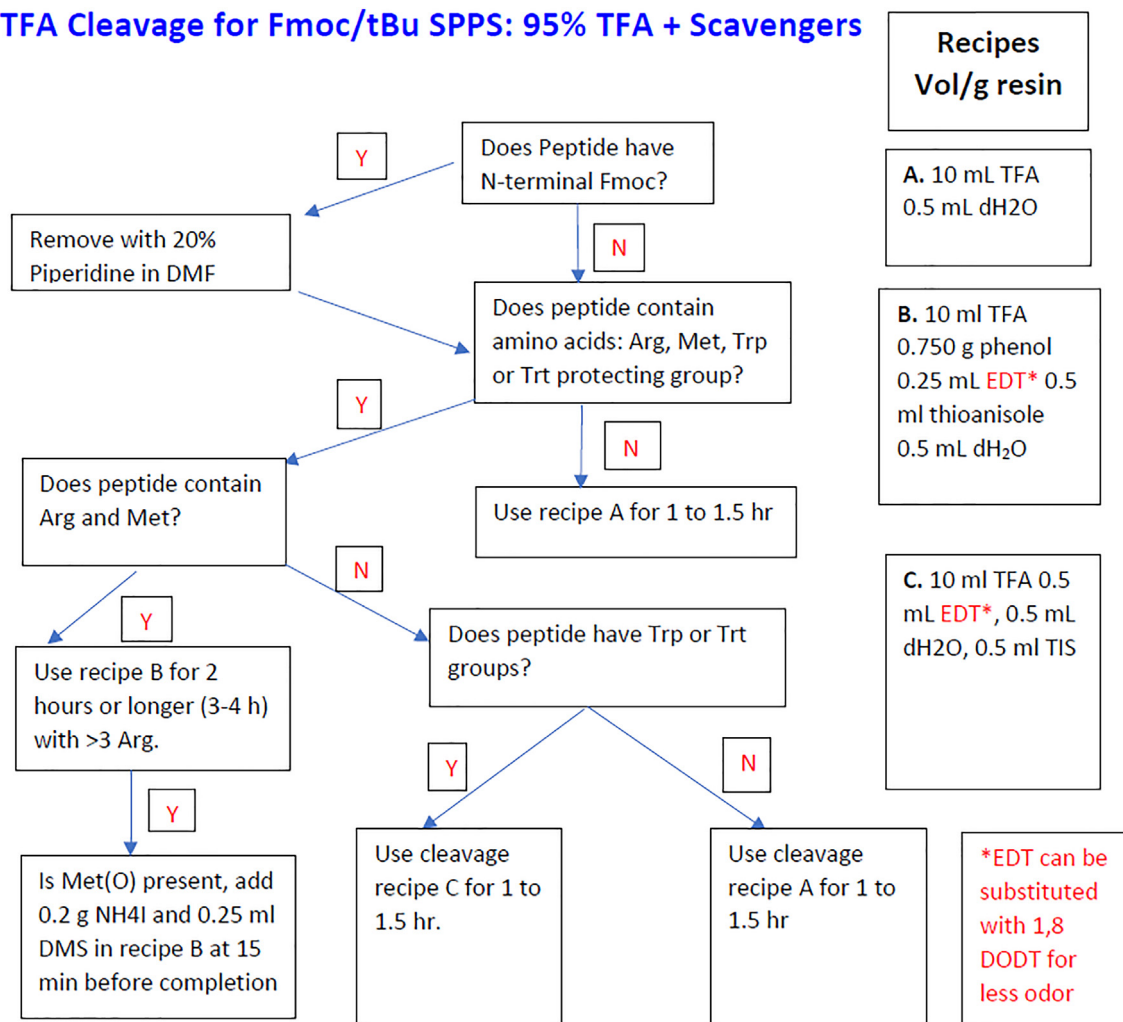 TFA Cleavage for Fmoc/tBu SPPS: 95% TFA + Scavengers
Recipes
Vol/g resin
Does Peptide have
N-terminal Fmoc?
Y
N
Remove with 20%
Piperidine in DMF
Does peptide contain
amino acids: Arg, Met, Trp
or Trt protecting group?
Y
N
Does peptide contain
Arg and Met?
Use recipe A for 1 to 1.5 hr
Y
N
Use recipe B for 2
hours or longer (3-4 h)
with >3 Arg.
Does peptide have Trp or Trt
groups?
Y
Y
N
Is Met(O) present, add
0.2 g NH4I and 0.25 ml
DMS in recipe B at 15
min before completion
Use cleavage
recipe C for 1 to
1.5 hr.
Use cleavage
recipe A for 1 to
1.5 hr
A. 10 mL TFA
0.5 mL dH2O
B. 10 ml TFA
0.750 g phenol
0.25 mL EDT* 0.5
ml thioanisole
0.5 mL dH₂O
C. 10 ml TFA 0.5
mL EDT*, 0.5 mL
dH2O, 0.5 ml TIS
*EDT can be
substituted
with 1,8
DODT for
less odor